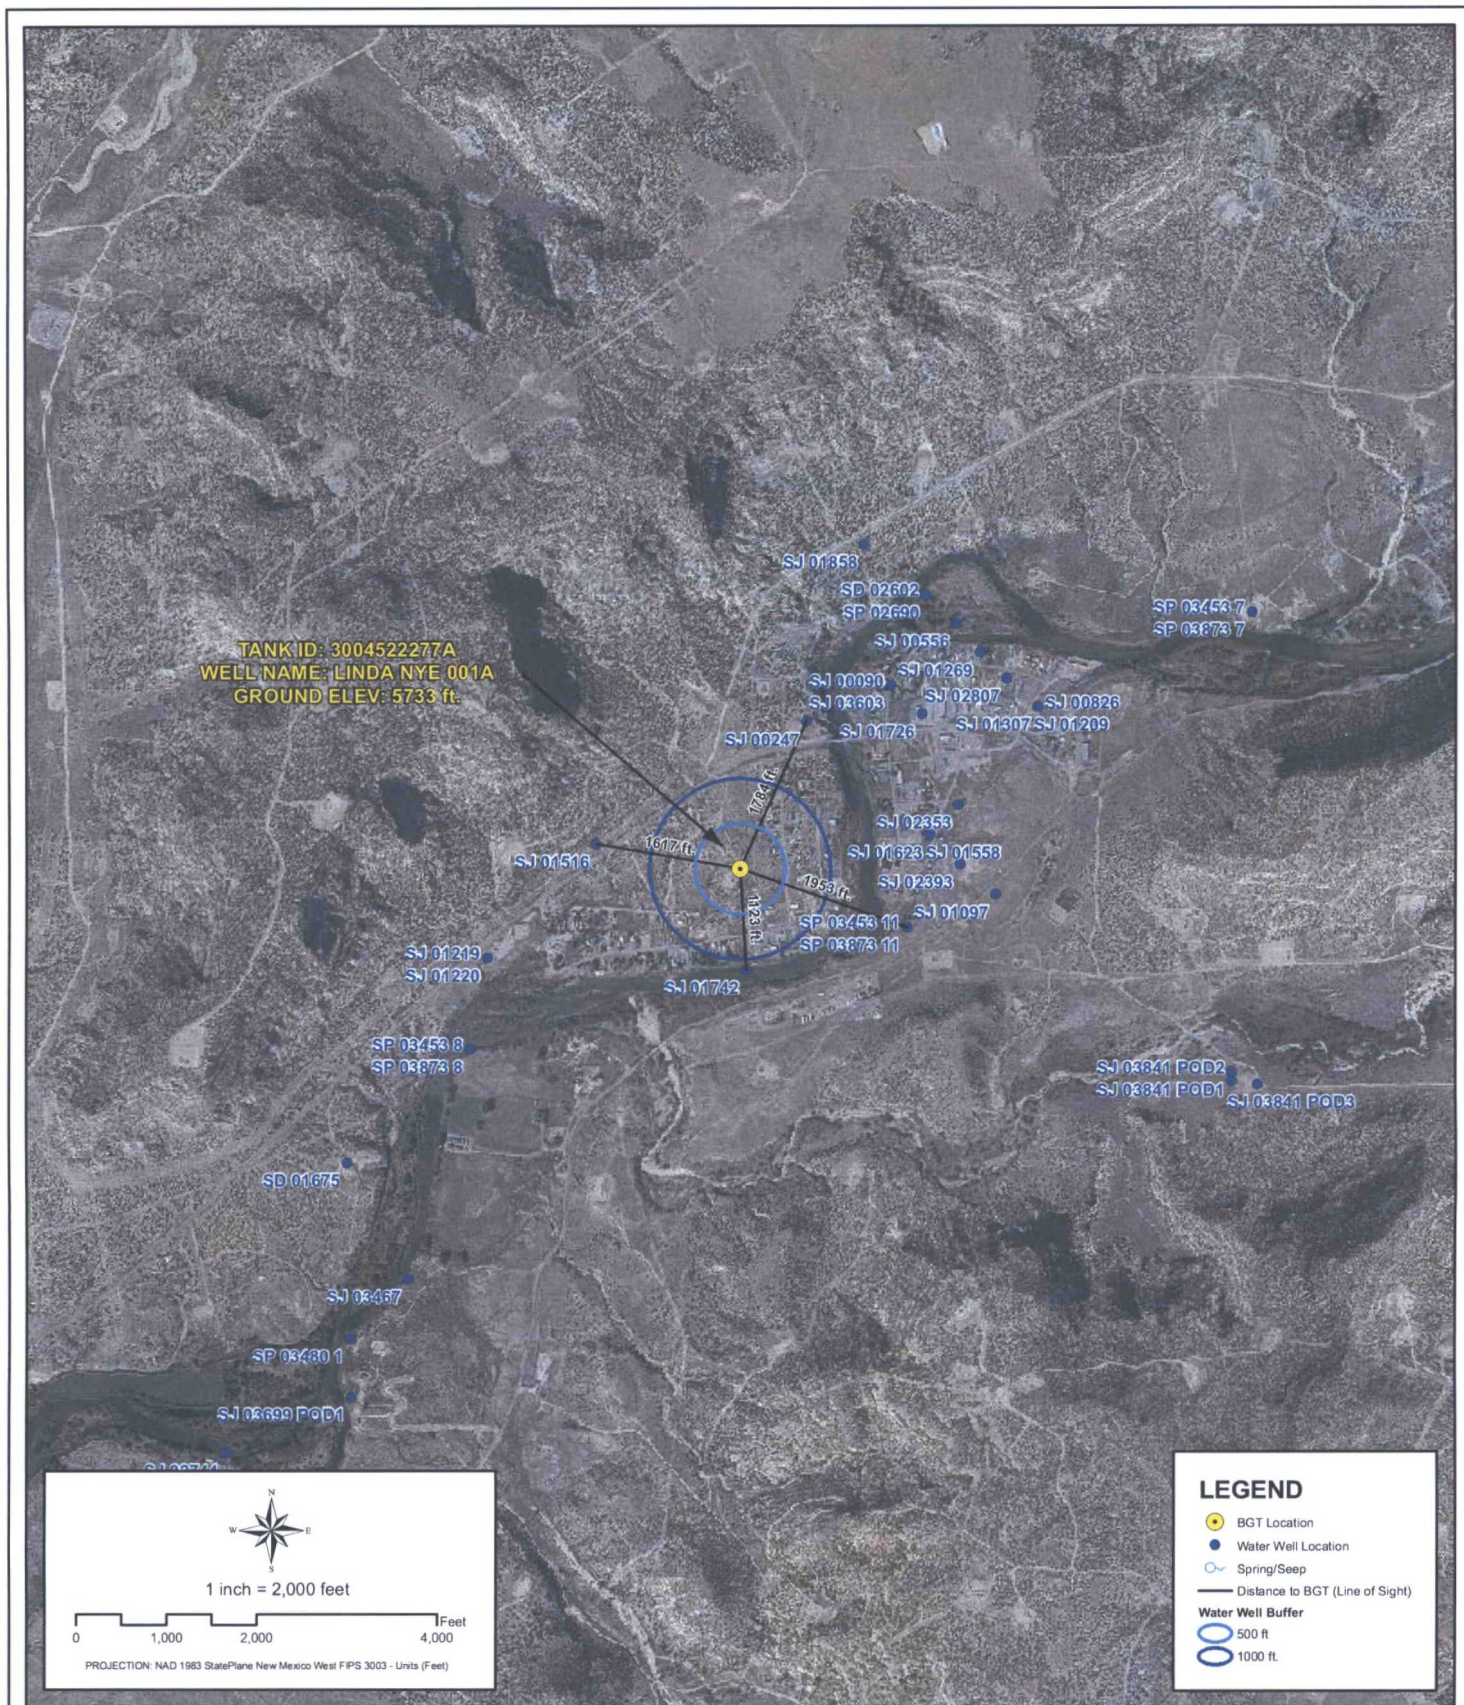 SJ 01858
SD 02602
SP 02690
SP 03453 7
SP 03873 7
SJ 00556
TANK ID: 3004522277A
WELL NAME: LINDA NYE 001A
GROUND ELEV: 5733 ft.
SJ 01269
SJ 00090
SJ 02807
SJ 03603
SJ 00826
SJ 01726
SJ 01307
SJ 01209
SJ 00247
1784 ft.
SJ 02353
1617 ft.
SJ 01516
SJ 01623
SJ 01558
SJ 02393
1953 ft.
1123 ft.
SJ 01097
SP 03453 11
SP 03873 11
SJ 01219
SJ 01220
SJ 01742
SP 03453 8
SP 03873 8
SJ 03841 POD2
SJ 03841 POD1
SJ 03841 POD3
SD 01675
SJ 03467
SP 03480 1
SJ 03699 POD1
N
W
E
S
1 inch = 2,000 feet
Feet
0 1,000 2,000 4,000
PROJECTION: NAD 1983 StatePlane New Mexico West FIPS 3003 - Units (Feet)
LEGEND
BGT Location
Water Well Location
Spring/Seep
Distance to BGT (Line of Sight)
Water Well Buffer
500 ft
1000 ft.